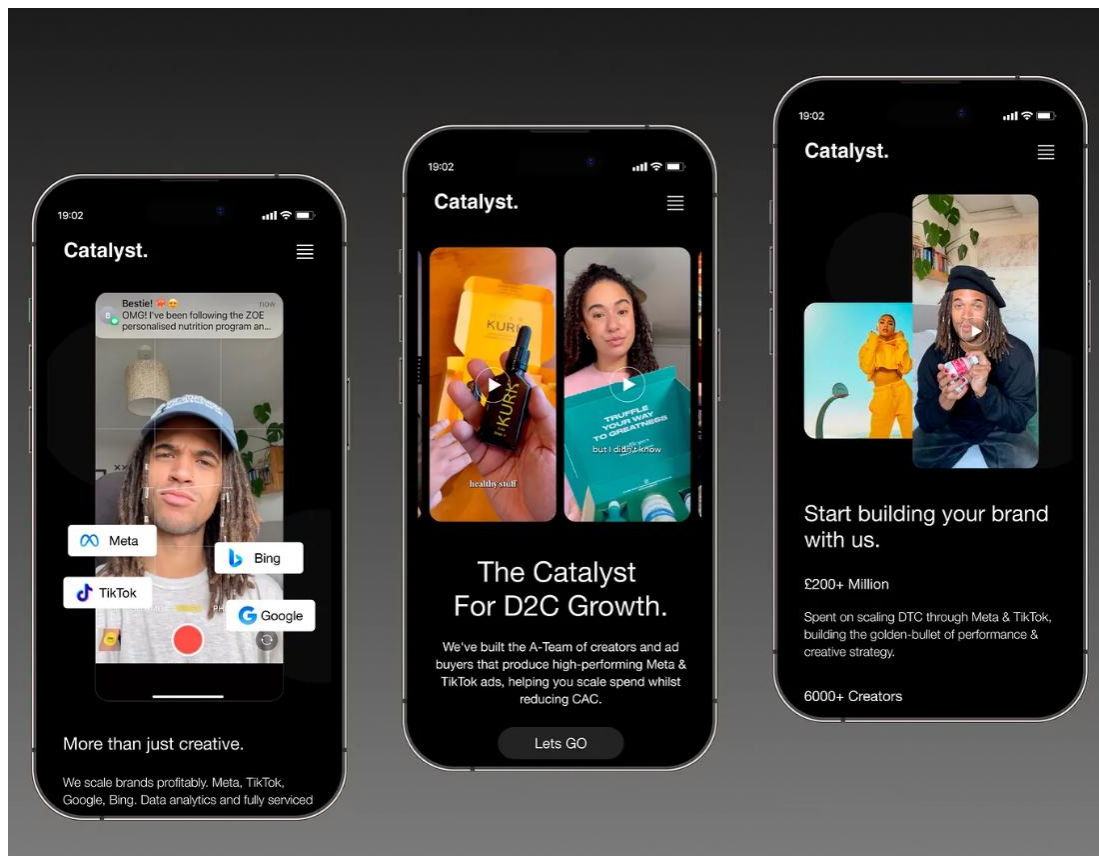 19:02
Catalyst.
Bestie!
now
B
OMG! I've been following the ZOE
personalised nutrition program an...
Meta
Bing
TikTok
Google
More than just creative.
We scale brands profitably. Meta, TikTok,
Google, Bing. Data analytics and fully serviced
19:02
Catalyst.
KURK
healthy stuff
TRUFFLE
YOUR WAY
TO GREATNESS
but I didn't know
The Catalyst
For D2C Growth.
We've built the A-Team of creators and ad
buyers that produce high-performing Meta &
TikTok ads, helping you scale spend whilst
reducing CAC.
Lets GO
19:02
Catalyst.
Start building your brand
with us.
£200+ Million
Spent on scaling DTC through Meta & TikTok,
building the golden-bullet of performance &
creative strategy.
6000+ Creators